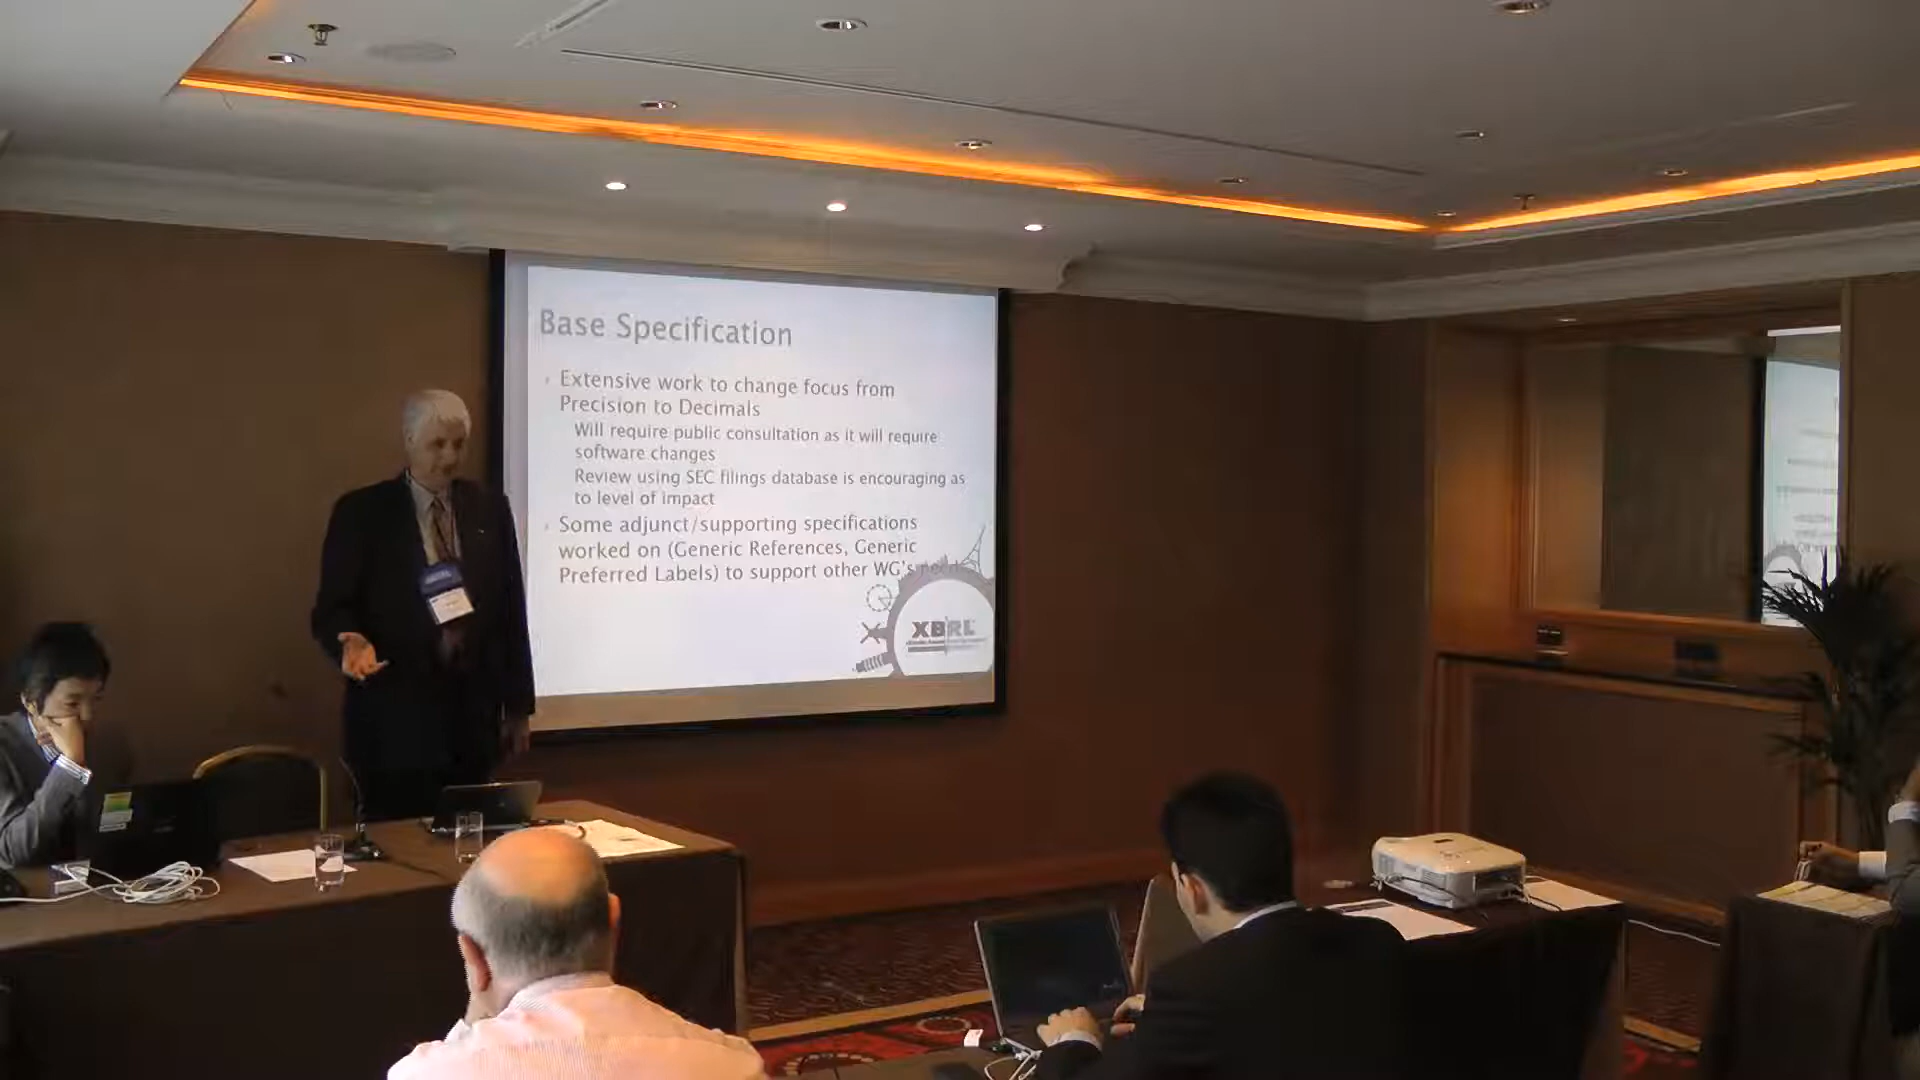 Base Specification
Extensive work to change focus from
Precision to Decimals
Will require public consultation as it will require
software changes
Review using SEC filings database is encouraging as
to level of impact
Some adjunct/supporting specifications
worked on (Generic References, Generic
Preferred Labels) to support other WG's need
XBRL